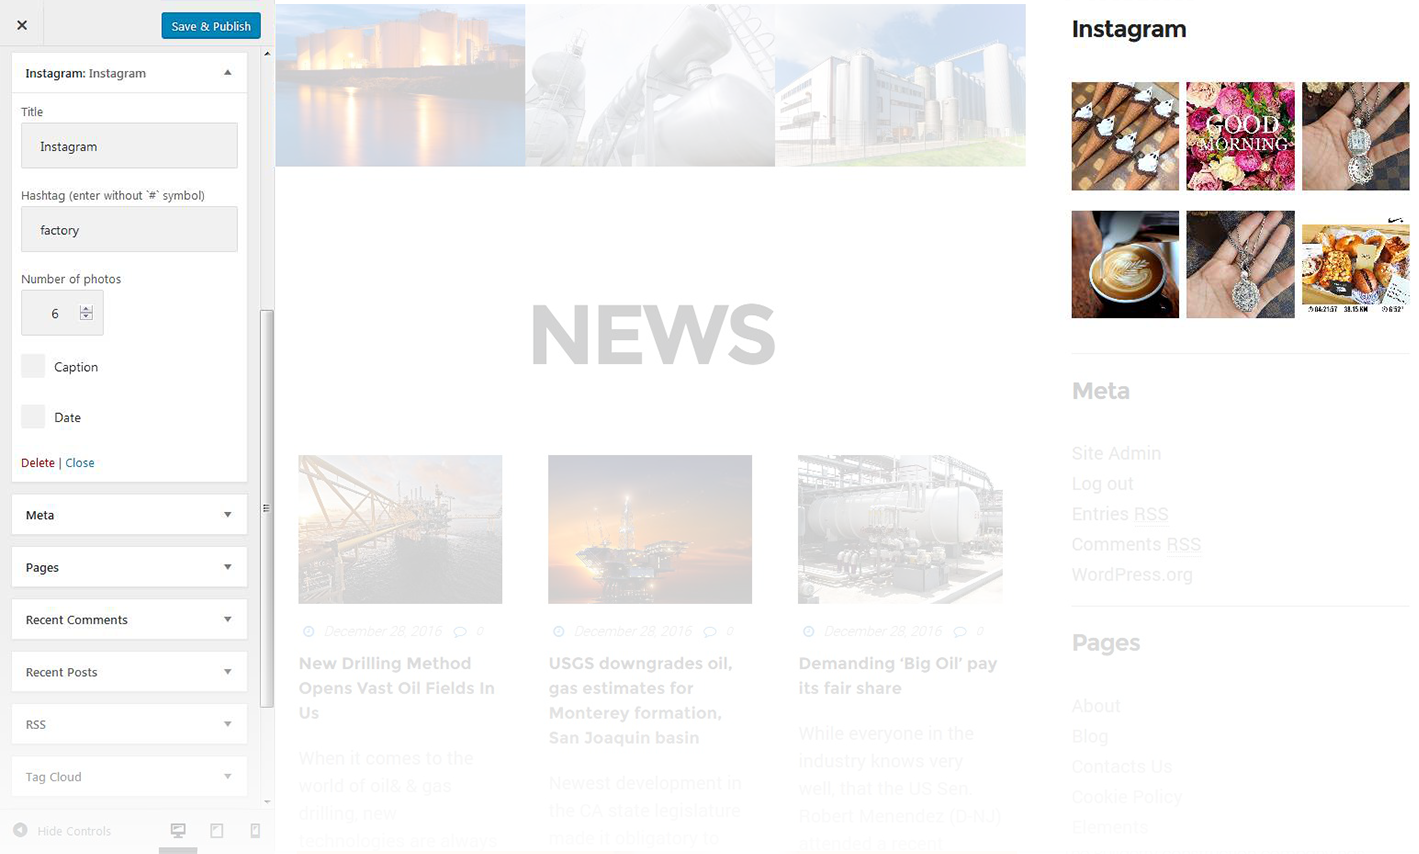 Save & Publish
Instagram: Instagram
Title
Instagram
Hashtag (enter without `#` symbol)
factory
Number of photos
6
Caption
Date
Delete | Close
Meta
Pages
Recent Comments
Recent Posts
RSS
Tag Cloud
Hide Controls
NEWS
December 28, 2016 0
New Drilling Method
Opens Vast Oil Fields In
Us
When it comes to the
world of oil& & gas
drilling, new
technologies are always
December 28, 2016 0
USGS downgrades oil,
gas estimates for
Monterey formation,
San Joaquin basin
Newest development in
the CA state legislature
made it obligatory to
December 28, 2016 0
Demanding ‘Big Oil’ pay
its fair share
While everyone in the
industry knows very
well, that the US Sen.
Robert Menendez (D-NJ)
attended a recent
Instagram
GOOD
MORNING
04:21:57 38.15 KM 6'52"
Meta
Site Admin
Log out
Entries RSS
Comments RSS
WordPress.org
Pages
About
Blog
Contacts Us
Cookie Policy
Elements